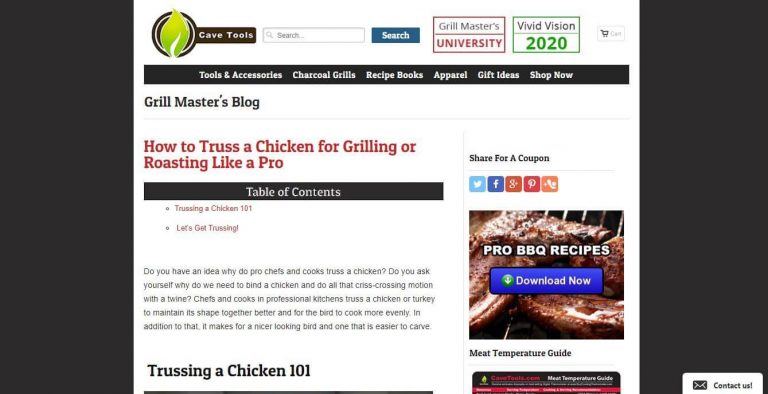 Cave Tools
Search...
Search
Grill Master's
UNIVERSITY
Vivid Vision
2020
Cart
Tools & Accessories Charcoal Grills Recipe Books Apparel Gift Ideas Shop Now
Grill Master's Blog
How to Truss a Chicken for Grilling or
Roasting Like a Pro
Table of Contents
Trussing a Chicken 101
Let's Get Trussing!
Do you have an idea why do pro chefs and cooks truss a chicken? Do you ask
yourself why do we need to bind a chicken and do all that criss-crossing motion
with a twine? Chefs and cooks in professional kitchens truss a chicken or turkey
to maintain its shape together better and for the bird to cook more evenly. In
addition to that, it makes for a nicer looking bird and one that is easier to carve.
Trussing a Chicken 101
Share For A Coupon
PRO BBQ RECIPES
Download Now
Meat Temperature Guide
CaveTools.com Meat Temperature Guide
Contact us!